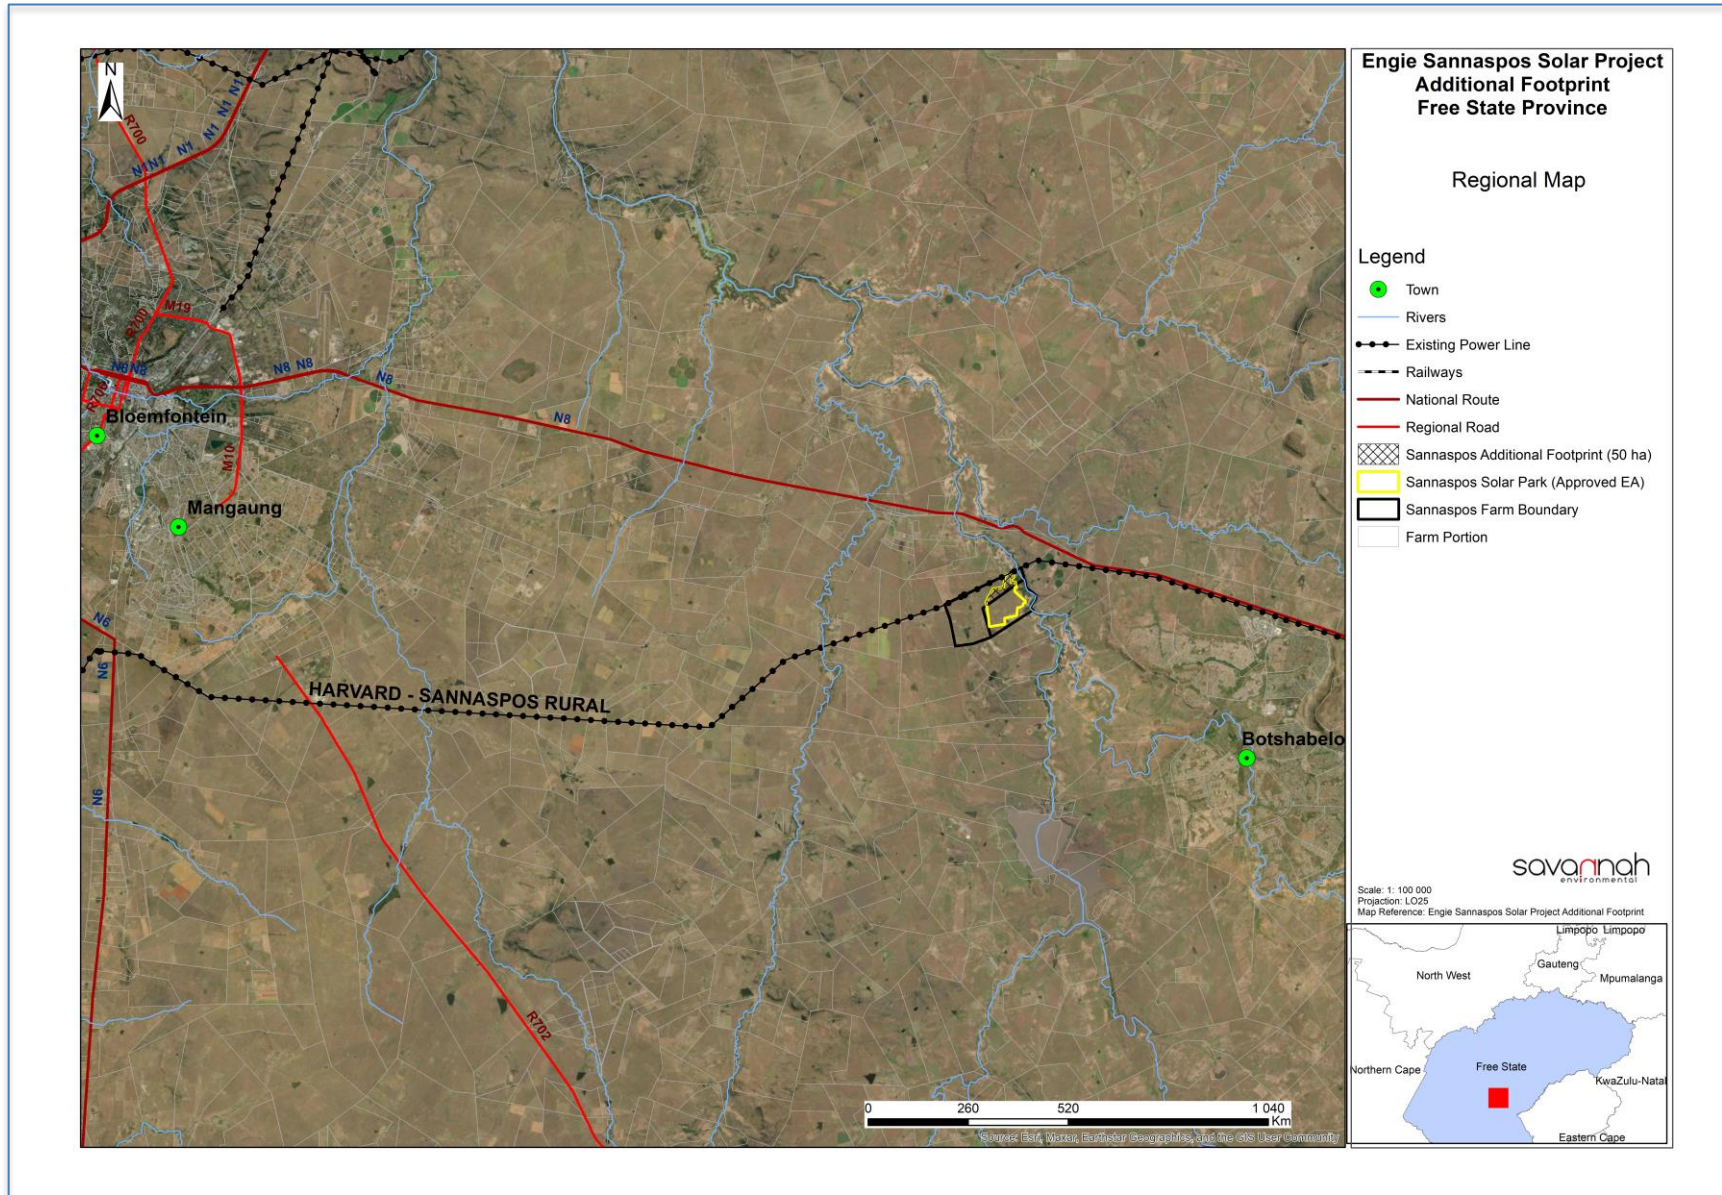 Engie Sannaspos Solar Project
Additional Footprint
Free State Province
Regional Map
Legend
Town
Rivers
Existing Power Line
Railways
National Route
Regional Road
Sannaspos Additional Footprint (50 ha)
Sannaspos Solar Park (Approved EA)
Sannaspos Farm Boundary
Farm Portion
savannah
environmental
Scale: 1: 100 000
Projection: LO25
Map Reference: Engie Sannaspos Solar Project Additional Footprint
Limpopo Limpopo
North West
Gauteng
Mpumalanga
Northern Cape
Free State
KwaZulu-Natal
Eastern Cape
N
R700
N1
N1
N1
N1
N1 N1
M19
R700
N8 N8
N8 N8
N8
N8
R700
Bloemfontein
M10
Mangaung
N6
N6
HARVARD - SANNASPOS RURAL
Botshabelo
N6
R702
0 260 520 1 040
Km
Source: Esri, Maxar, Earthstar Geographics, and the GIS User Community